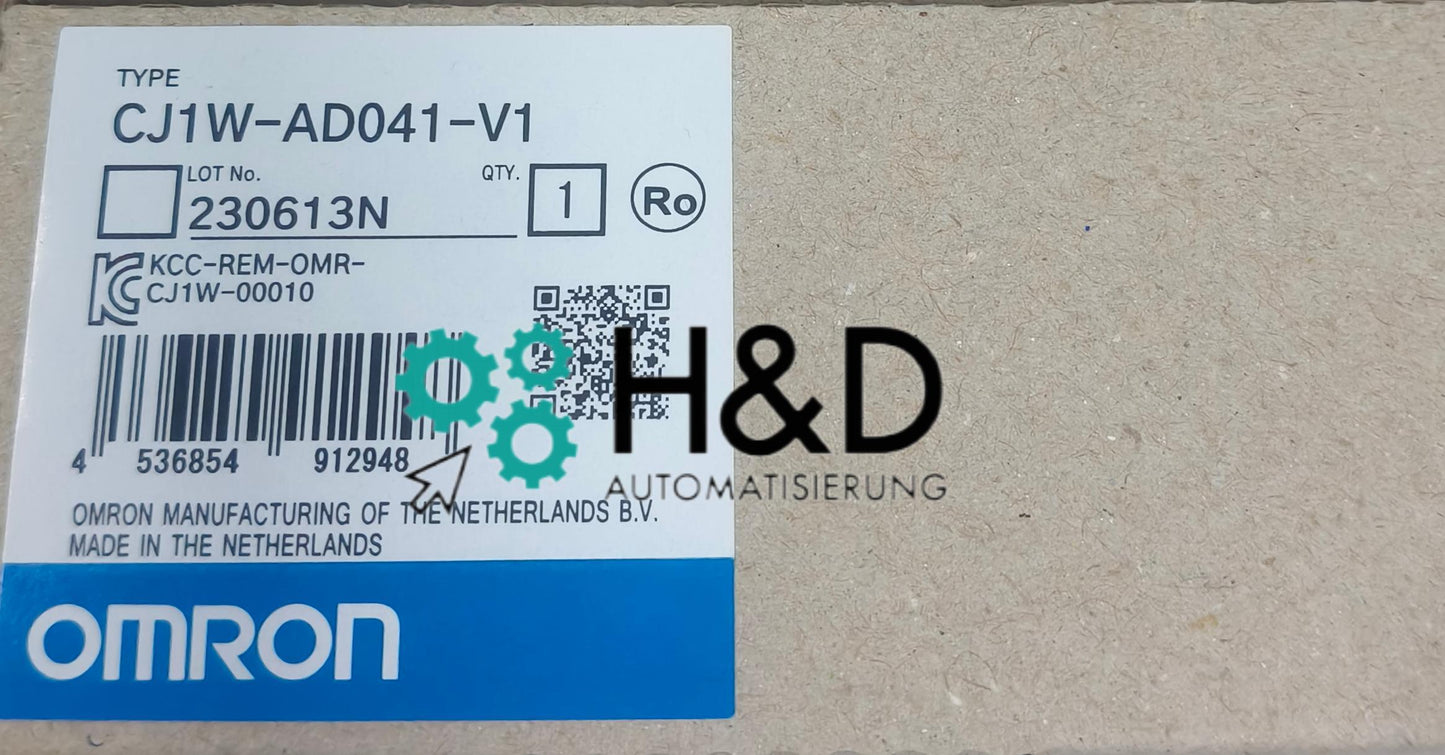 TYPE
CJ1W-AD041-V1
LOT No.
230613N
QTY.
1
Ro
KC
KCC-REM-OMR-
CJ1W-00010
4 536854 912948
H&D
AUTOMATISIERUNG
OMRON MANUFACTURING OF THE NETHERLANDS B.V.
MADE IN THE NETHERLANDS
OMRON